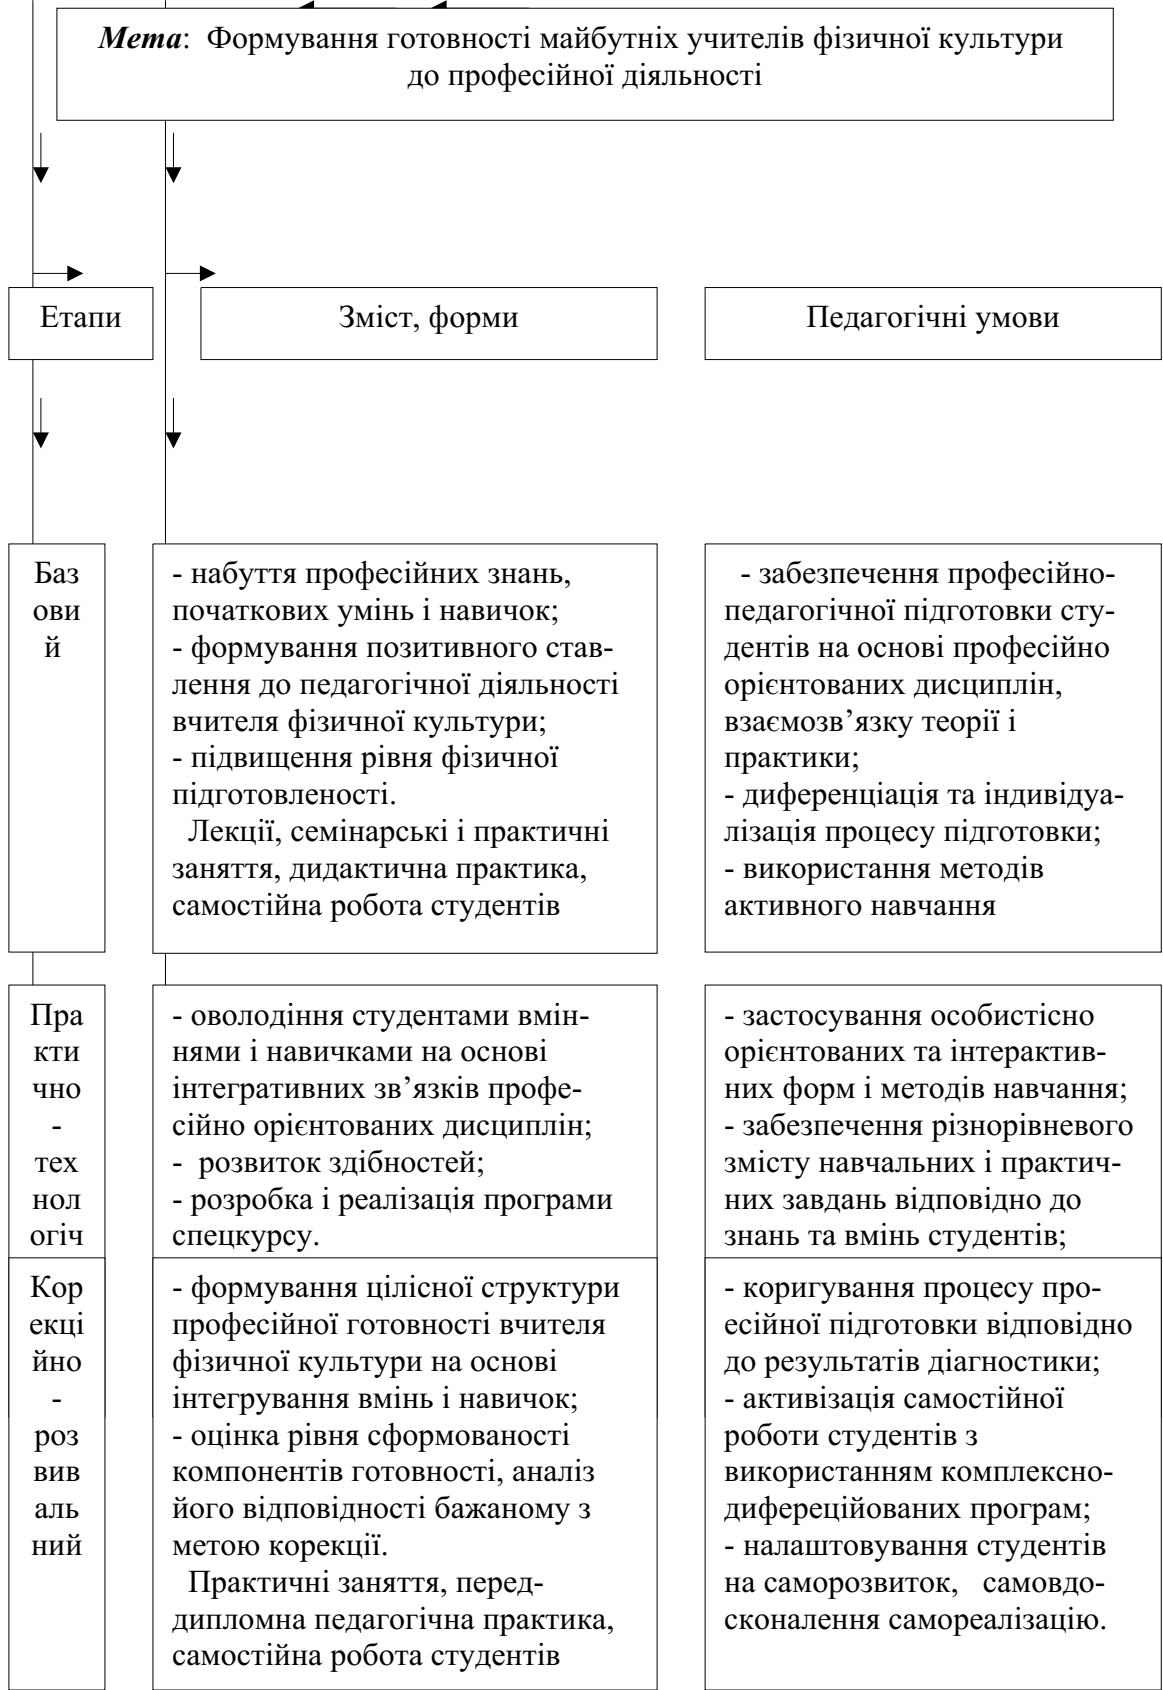 Мета: Формування готовності майбутніх учителів фізичної культури
до професійної діяльності
Етапи
Зміст, форми
Педагогічні умови
Баз
ови
й
- набуття професійних знань,
початкових умінь і навичок;
- формування позитивного став-
лення до педагогічної діяльності
вчителя фізичної культури;
- підвищення рівня фізичної
підготовленості.
Лекції, семінарські і практичні
заняття, дидактична практика,
самостійна робота студентів
- забезпечення професійно-
педагогічної підготовки сту-
дентів на основі професійно
орієнтованих дисциплін,
взаємозв’язку теорії і
практики;
- диференціація та індивідуа-
лізація процесу підготовки;
- використання методів
активного навчання
Пра
кти
чно
-
тех
нол
огіч
- оволодіння студентами вмін-
нями і навичками на основі
інтегративних зв’язків профе-
сійно орієнтованих дисциплін;
- розвиток здібностей;
- розробка і реалізація програми
спецкурсу.
- застосування особистісно
орієнтованих та інтерактив-
них форм і методів навчання;
- забезпечення різнорівневого
змісту навчальних і практич-
них завдань відповідно до
знань та вмінь студентів;
Кор
екці
йно
-
роз
вив
аль
ний
- формування цілісної структури
професійної готовності вчителя
фізичної культури на основі
інтегрування вмінь і навичок;
- оцінка рівня сформованості
компонентів готовності, аналіз
його відповідності бажаному з
метою корекції.
Практичні заняття, перед-
дипломна педагогічна практика,
самостійна робота студентів
- коригування процесу про-
есійної підготовки відповідно
до результатів діагностики;
- активізація самостійної
роботи студентів з
використанням комплексно-
дифереційованих програм;
- налаштовування студентів
на саморозвиток, самовдо-
сконалення самореалізацію.